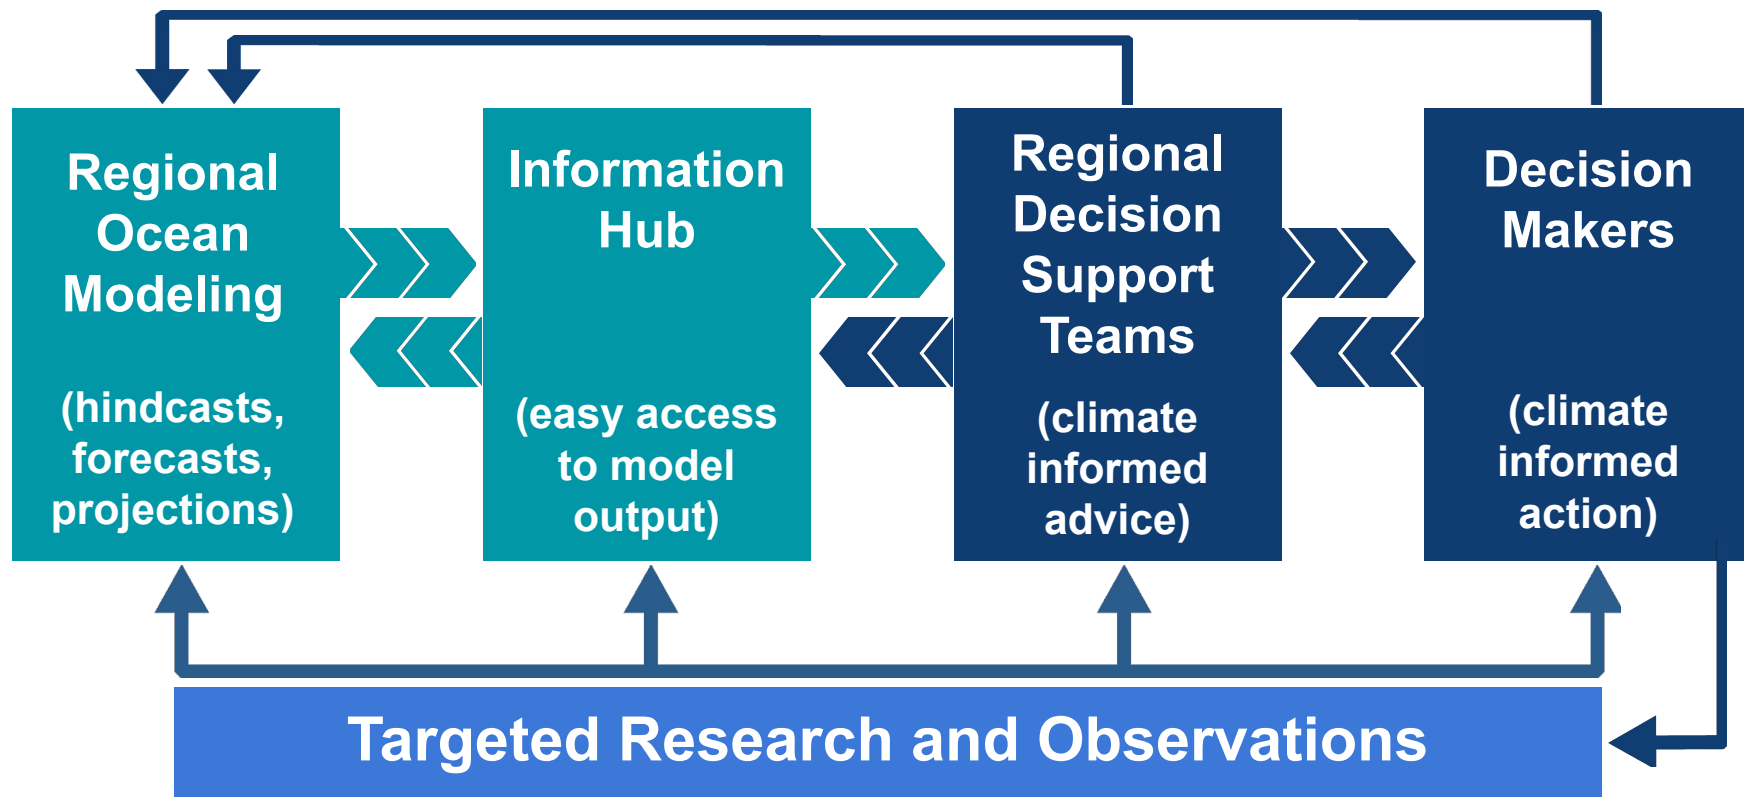 Regional
Ocean
Modeling
(hindcasts,
forecasts,
projections)
Information
Hub
(easy access
to model
output)
Regional
Decision
Support
Teams
(climate
informed
advice)
Decision
Makers
(climate
informed
action)
Targeted Research and Observations